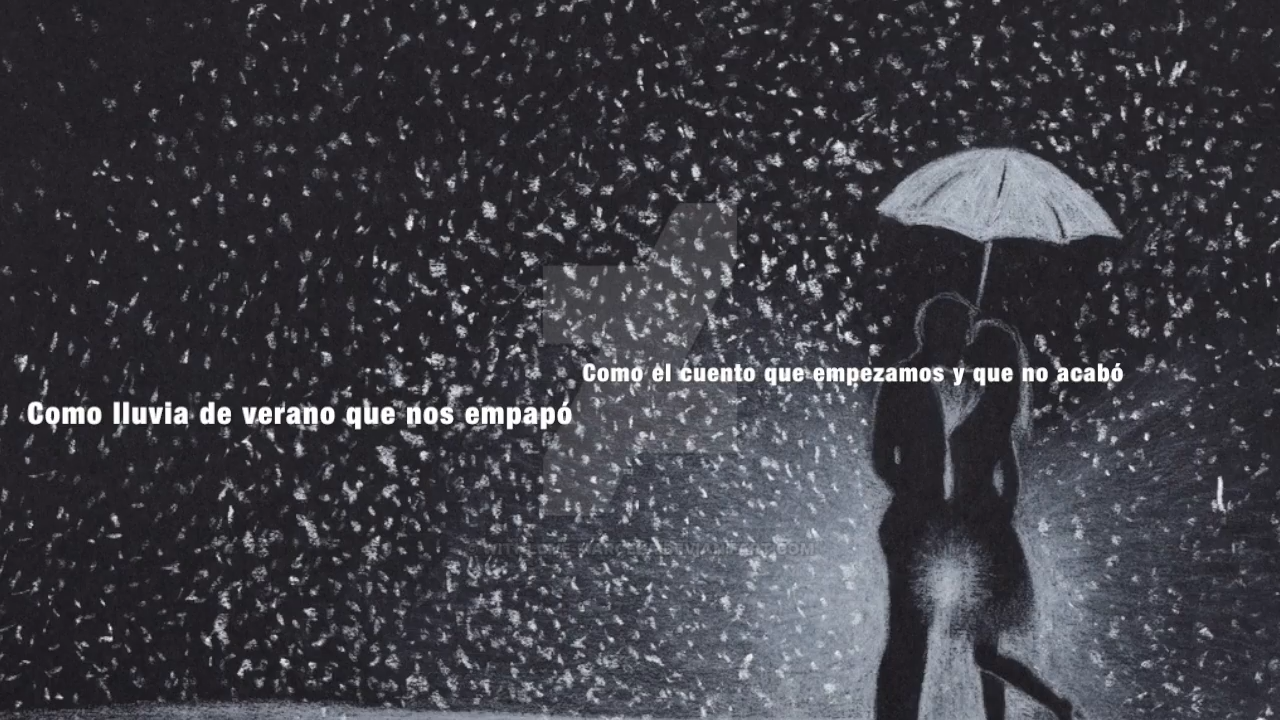 Como el cuento que empezamos y que no acabó
Como lluvia de verano que nos empapó